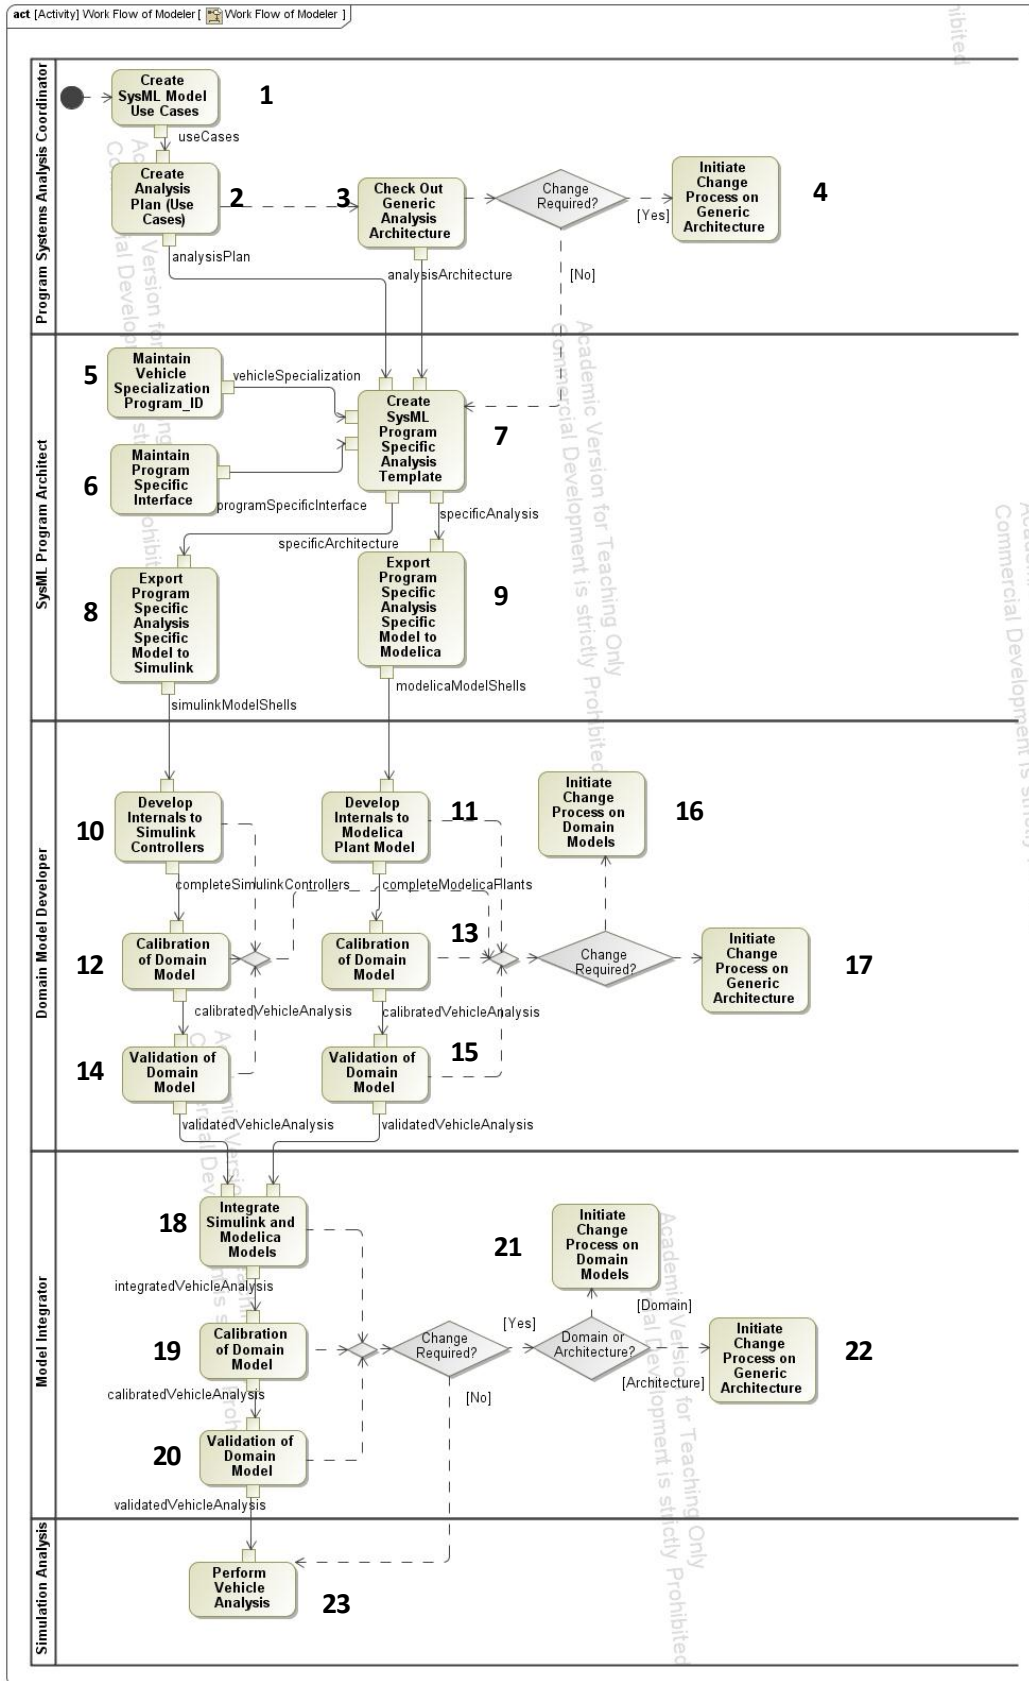 act [Activity] Work Flow of Modeler [ Work Flow of Modeler ]
Program Systems Analysis Coordinator
Create
SysML Model
Use Cases
1
useCases
Create
Analysis
Plan (Use
Cases)
2
3
Check Out
Generic
Analysis
Architecture
Change
Required?
[Yes]
Initiate
Change
Process on
Generic
Architecture
4
analysisPlan
analysisArchitecture
[No]
SysML Program Architect
5
Maintain
Vehicle
Specialization
Program_ID
vehicleSpecialization
Create
SysML
Program
Specific
Analysis
Template
7
6
Maintain
Program
Specific
Interface
programSpecificInterface
specificAnalysis
specificArchitecture
8
Export
Program
Specific
Analysis
Specific
Model to
Simulink
Export
Program
Specific
Analysis
Specific
Model to
Modelica
9
simulinkModelShells
modelicaModelShells
Domain Model Developer
10
Develop
Internals to
Simulink
Controllers
Develop
Internals to
Modelica
Plant Model
11
Initiate
Change
Process on
Domain
Models
16
completeSimulinkControllers
completeModelicaPlants
12
Calibration
of Domain
Model
Calibration
of Domain
Model
13
Change
Required?
Initiate
Change
Process on
Generic
Architecture
17
calibratedVehicleAnalysis
calibratedVehicleAnalysis
14
Validation of
Domain
Model
Validation of
Domain
Model
15
validatedVehicleAnalysis
validatedVehicleAnalysis
Model Integrator
18
Integrate
Simulink and
Modelica
Models
21
Initiate
Change
Process on
Domain
Models
integratedVehicleAnalysis
[Domain]
19
Calibration
of Domain
Model
Change
Required?
[Yes]
Domain or
Architecture?
Initiate
Change
Process on
Generic
Architecture
22
[Architecture]
calibratedVehicleAnalysis
[No]
20
Validation of
Domain
Model
validatedVehicleAnalysis
Simulation Analysis
Perform
Vehicle
Analysis
23
Academic Version for Teaching Only
Commercial Development is strictly Prohibited